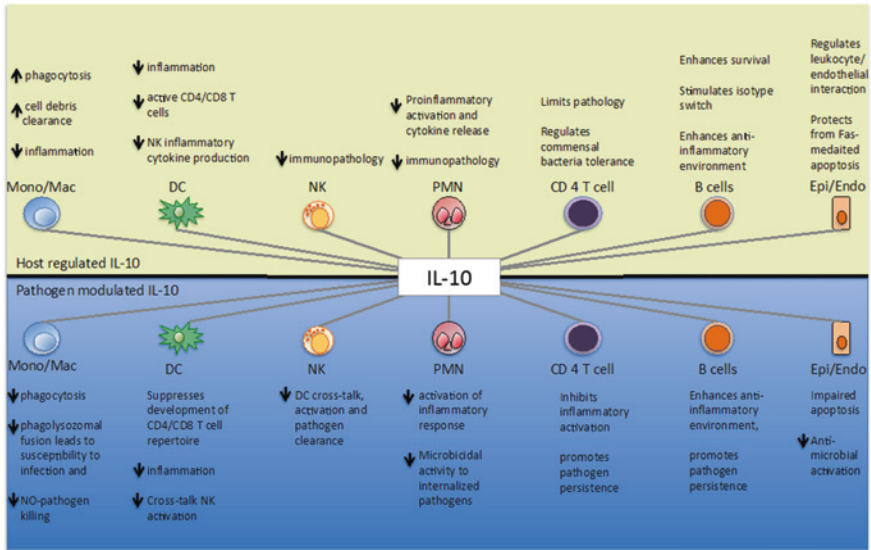 phagocytosis
cell debris
clearance
inflammation
Mono/Mac
inflammation
active CD4/CD8 T
cells
NK inflammatory
cytokine production
DC
immunopathology
NK
Proinflammatory
activation and
cytokine release
immunopathology
PMN
Limits pathology
Regulates
commensal
bacteria tolerance
CD 4 T cell
Enhances survival
Stimulates isotype
switch
Enhances anti-
inflammatory
environment
B cells
Regulates
leukocyte/
endothelial
interaction
Protects
from Fas-
medaited
apoptosis
Epi/Endo
Host regulated IL-10
IL-10
Pathogen modulated IL-10
Mono/Mac
phagocytosis
phagolysozomal
fusion leads to
susceptibility to
infection and
NO-pathogen
killing
DC
Suppresses
development of
CD4/CD8 T cell
repertoire
inflammation
Cross-talk NK
activation
NK
DC cross-talk,
activation and
pathogen
clearance
PMN
activation of
inflammatory
response
Microbicidal
activity to
internalized
pathogens
CD 4 T cell
Inhibits
inflammatory
activation
promotes
pathogen
persistence
B cells
Enhances anti-
inflammatory
environment,
promotes
pathogen
persistence
Epi/Endo
Impaired
apoptosis
Anti-
microbial
activation